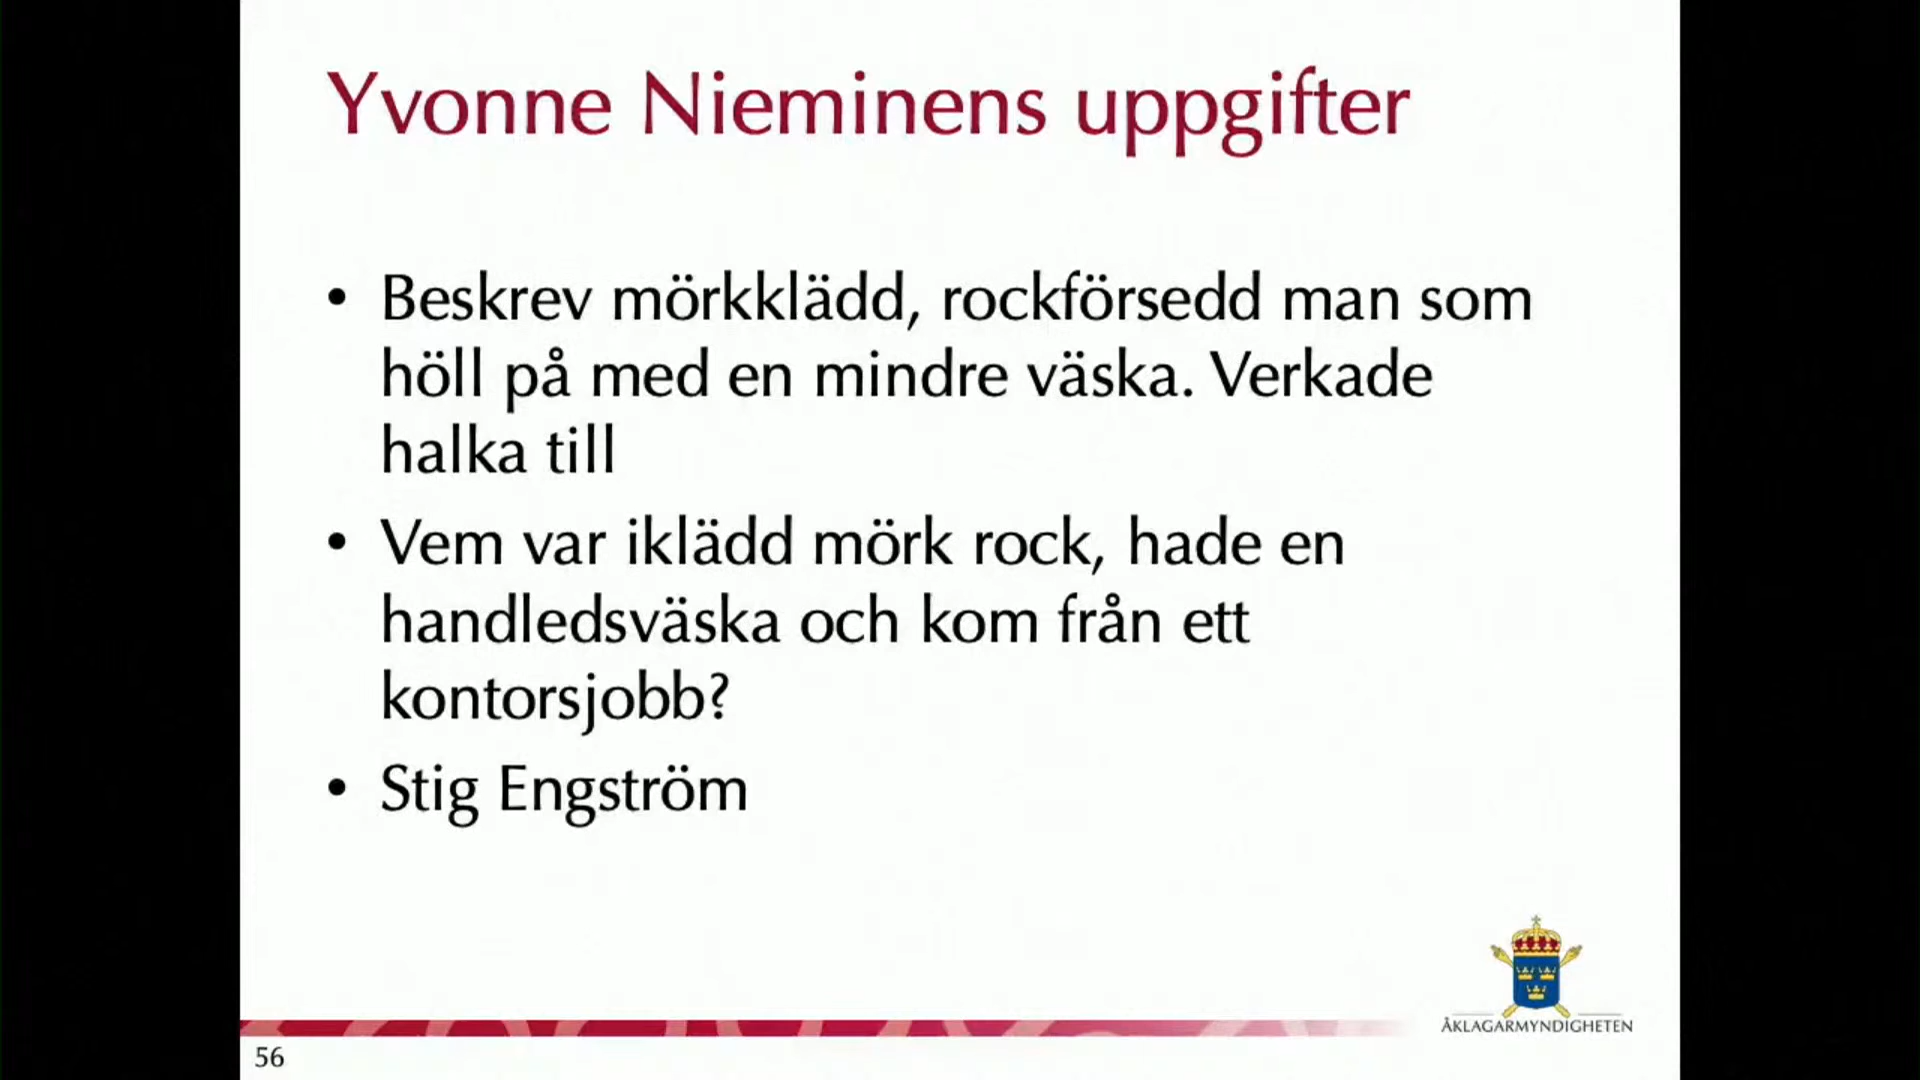 Yvonne Nieminens uppgifter
• Beskrev mörkklädd, rockförsedd man som
höll på med en mindre väska. Verkade
halka till
• Vem var iklädd mörk rock, hade en
handledsväska och kom från ett
kontorsjobb?
• Stig Engström
ÅKLAGARMYNDIGHETEN
56